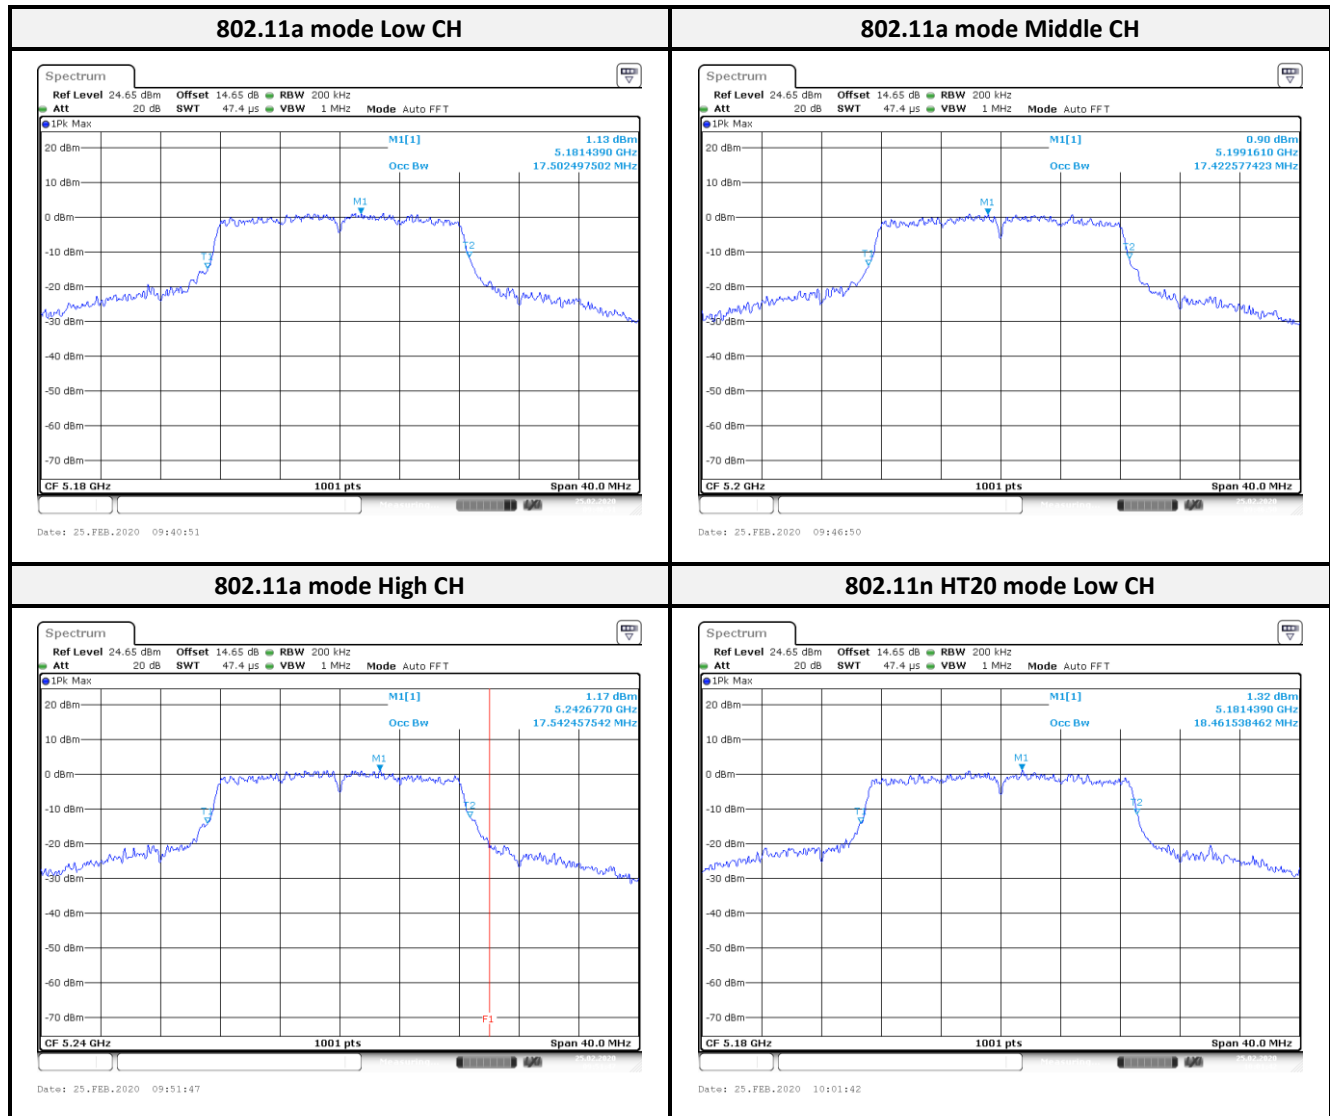 802.11a mode Low CH
802.11a mode Middle CH
Spectrum
Ref Level 24.65 dBm Offset 14.65 dB RBW 200 kHz
Att 20 dB SWT 47.4 µs VBW 1 MHz Mode Auto FFT
1Pk Max
M1[1] 1.13 dBm
5.1814390 GHz
Occ Bw 17.502497502 MHz
20 dBm
10 dBm
M1
0 dBm
T1
T2
-10 dBm
-20 dBm
-30 dBm
-40 dBm
-50 dBm
-60 dBm
-70 dBm
CF 5.18 GHz 1001 pts Span 40.0 MHz
Date: 25.FEB.2020 09:40:51
Spectrum
Ref Level 24.65 dBm Offset 14.65 dB RBW 200 kHz
Att 20 dB SWT 47.4 µs VBW 1 MHz Mode Auto FFT
1Pk Max
M1[1] 0.90 dBm
5.1991610 GHz
Occ Bw 17.422577423 MHz
20 dBm
10 dBm
M1
0 dBm
T1
T2
-10 dBm
-20 dBm
-30 dBm
-40 dBm
-50 dBm
-60 dBm
-70 dBm
CF 5.2 GHz 1001 pts Span 40.0 MHz
Date: 25.FEB.2020 09:46:50
802.11a mode High CH
802.11n HT20 mode Low CH
Spectrum
Ref Level 24.65 dBm Offset 14.65 dB RBW 200 kHz
Att 20 dB SWT 47.4 µs VBW 1 MHz Mode Auto FFT
1Pk Max
M1[1] 1.17 dBm
5.2426770 GHz
Occ Bw 17.542457542 MHz
20 dBm
10 dBm
M1
0 dBm
T1
T2
-10 dBm
-20 dBm
-30 dBm
-40 dBm
-50 dBm
-60 dBm
-70 dBm
F1
CF 5.24 GHz 1001 pts Span 40.0 MHz
Date: 25.FEB.2020 09:51:47
Spectrum
Ref Level 24.65 dBm Offset 14.65 dB RBW 200 kHz
Att 20 dB SWT 47.4 µs VBW 1 MHz Mode Auto FFT
1Pk Max
M1[1] 1.32 dBm
5.1814390 GHz
Occ Bw 18.461538462 MHz
20 dBm
10 dBm
M1
0 dBm
T1
T2
-10 dBm
-20 dBm
-30 dBm
-40 dBm
-50 dBm
-60 dBm
-70 dBm
CF 5.18 GHz 1001 pts Span 40.0 MHz
Date: 25.FEB.2020 10:01:42